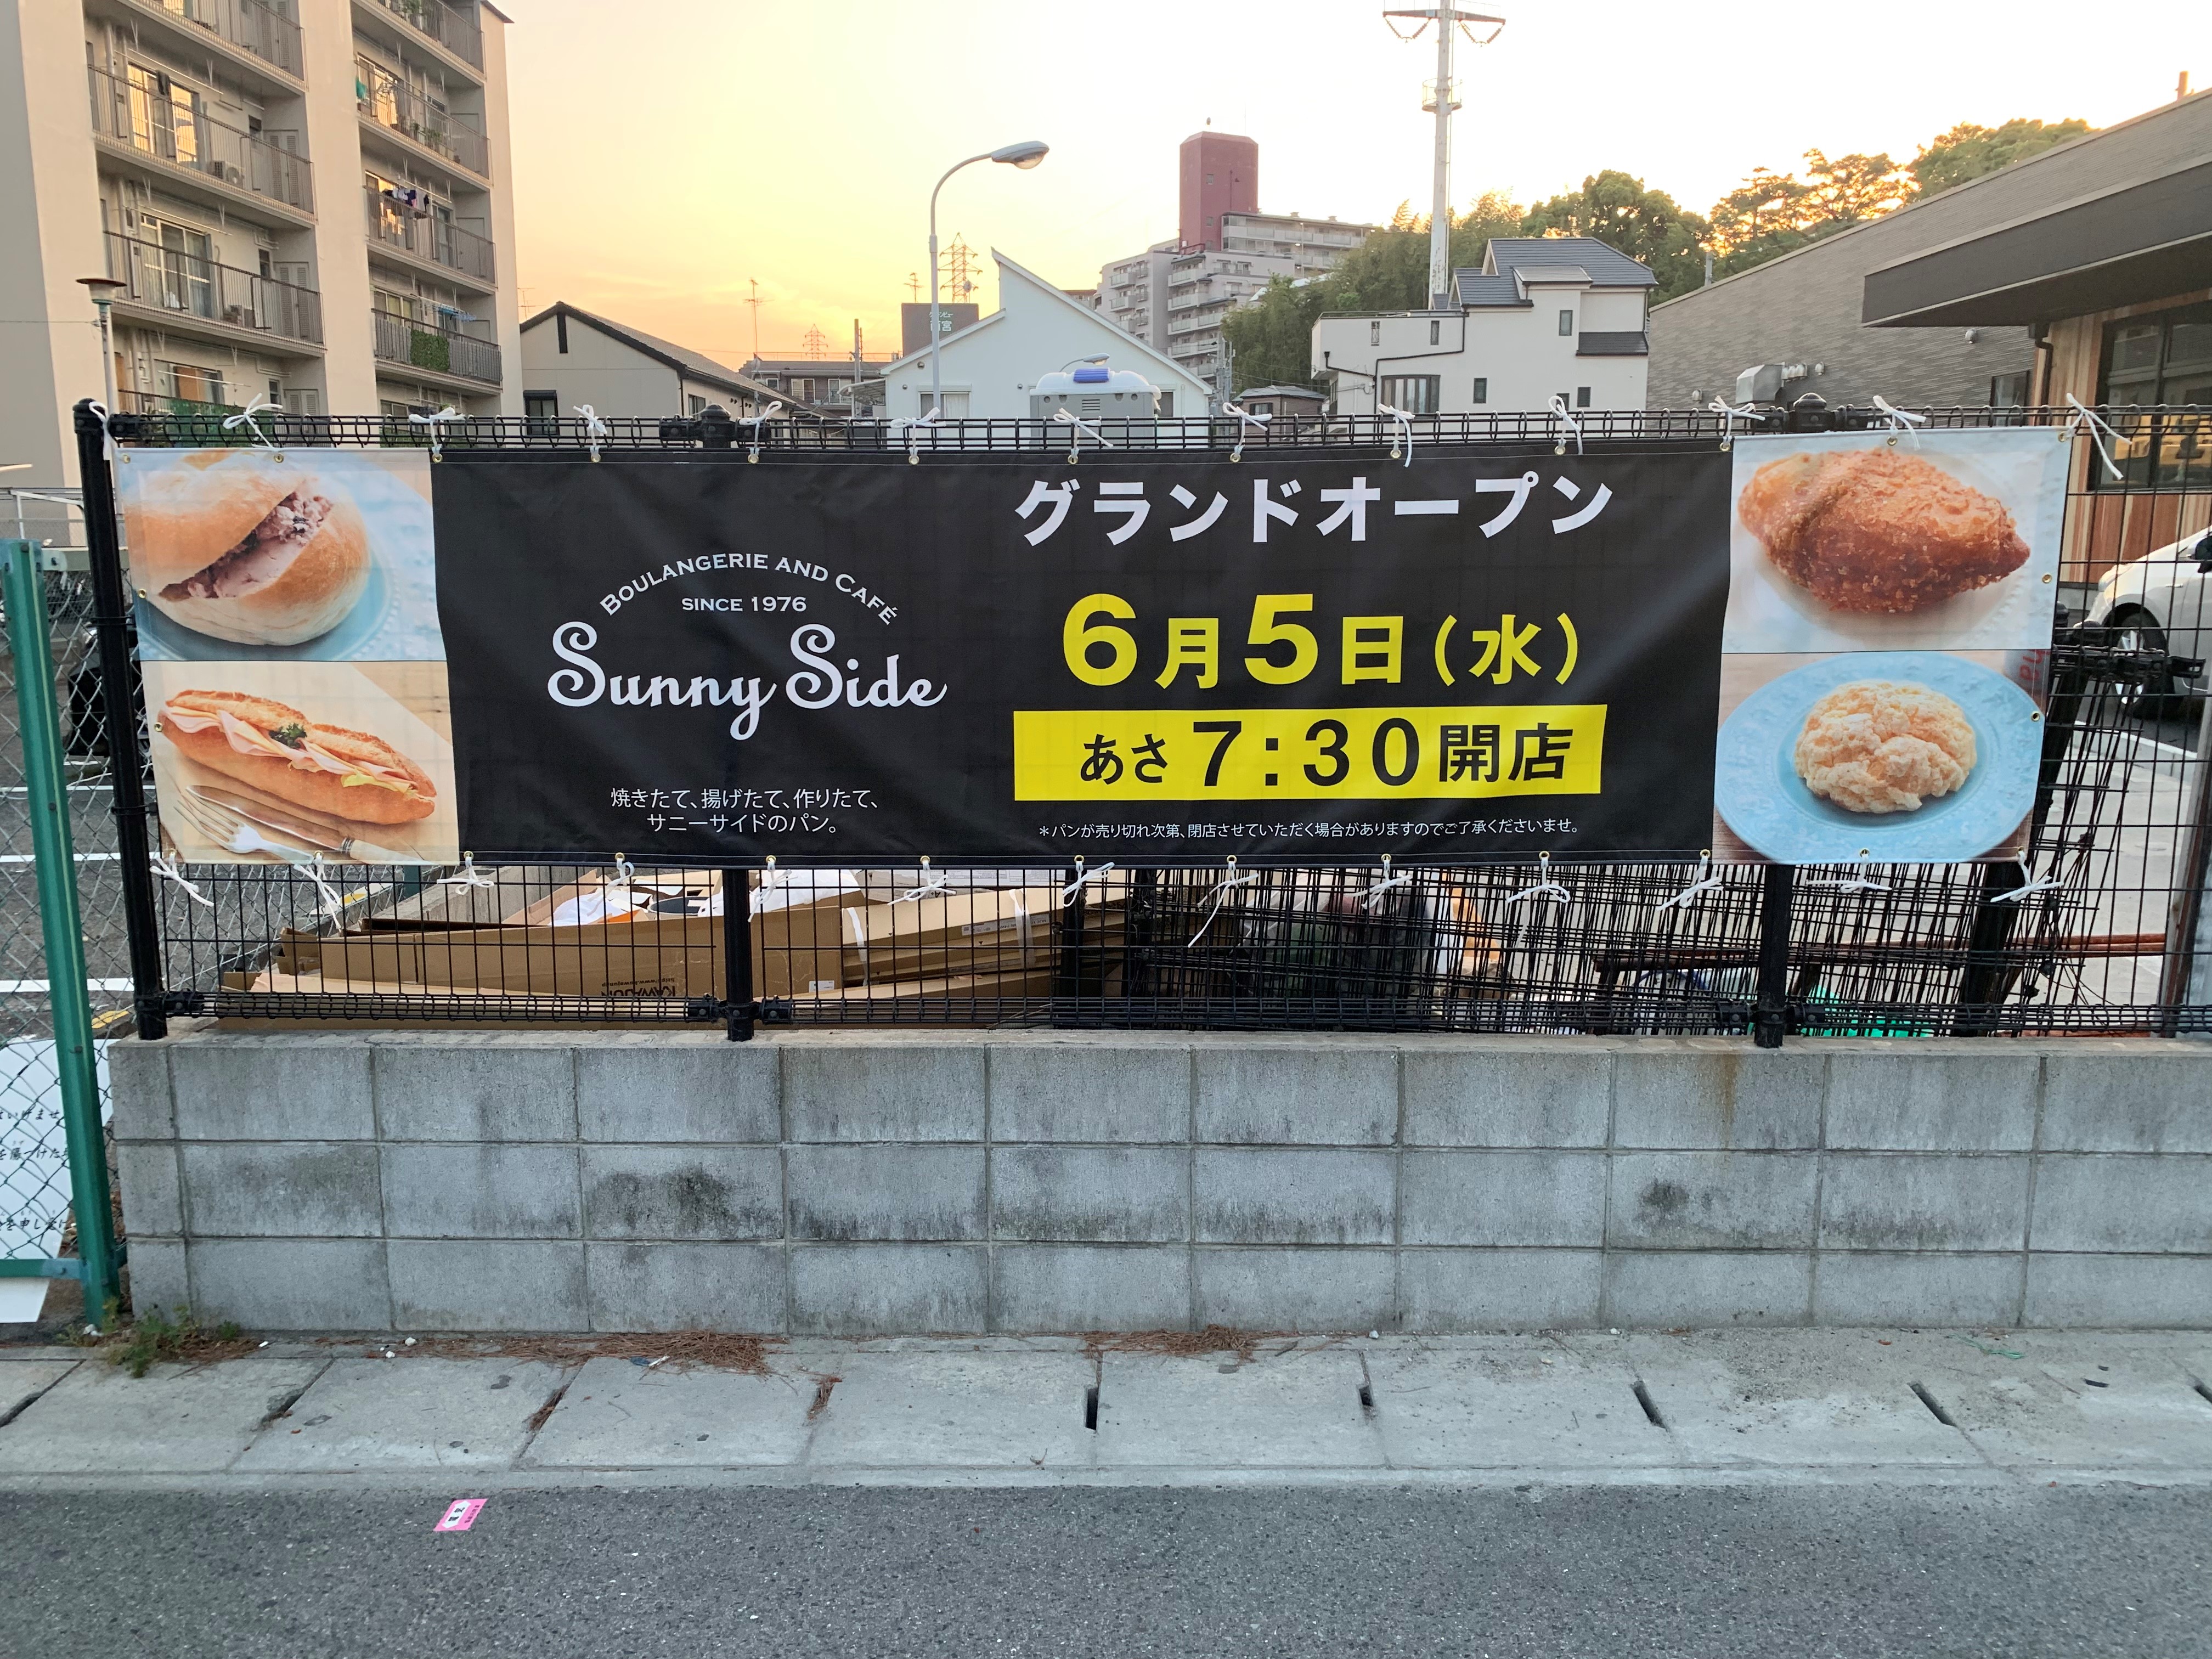 BOULANGERIE AND CAFÉ
SINCE 1976
Sunny Side
焼きたて、揚げたて、作りたて、
サニーサイドのパン。
グランドオープン
6月5日(水)
あさ7:30開店
＊パンが売り切れ次第、閉店させていただく場合がありますのでご了承くださいませ。